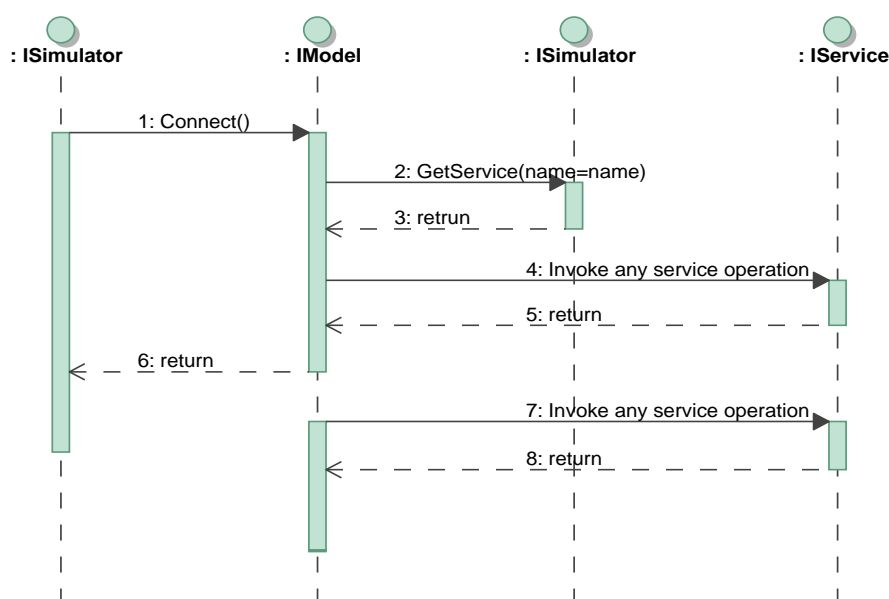 : ISimulator
: IModel
: ISimulator
: IService
1: Connect()
2: GetService(name=name)
3: retrun
4: Invoke any service operation
5: return
6: return
7: Invoke any service operation
8: return